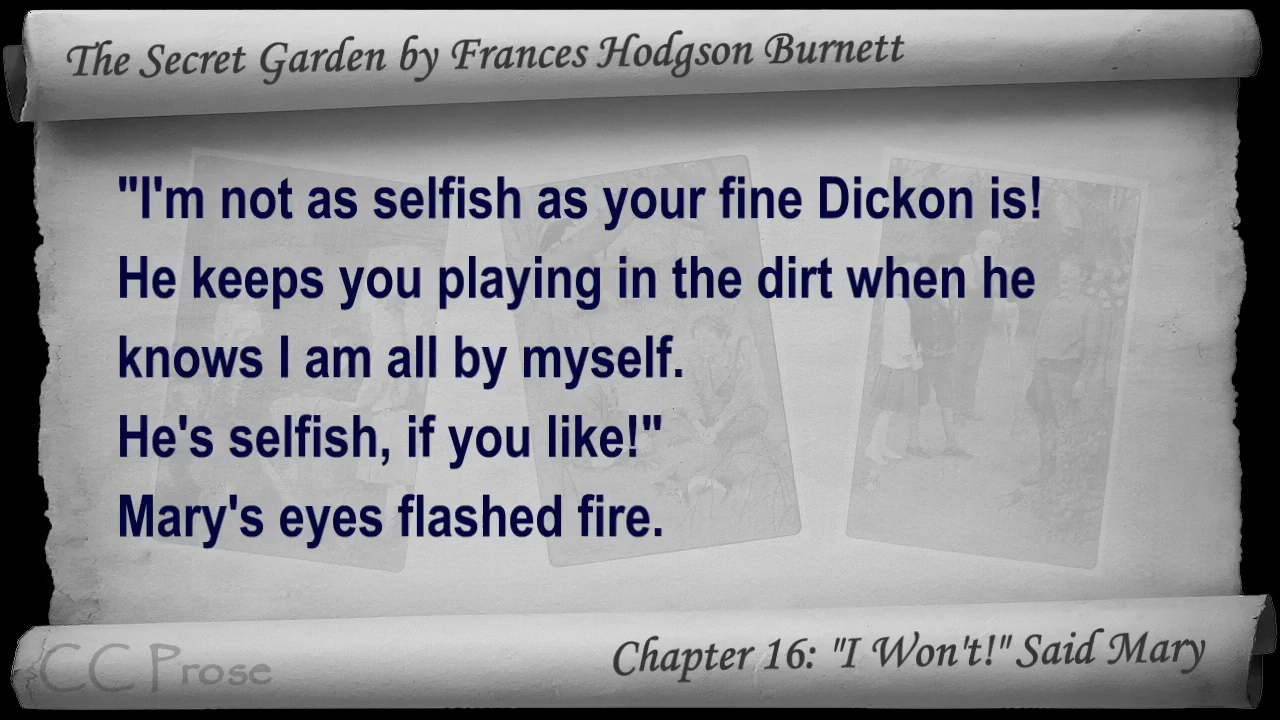 The Secret Garden by Frances Hodgson Burnett
"I'm not as selfish as your fine Dickon is!
He keeps you playing in the dirt when he
knows I am all by myself.
He's selfish, if you like!"
Mary's eyes flashed fire.
CC Prose
Chapter 16: "I Won't!" Said Mary